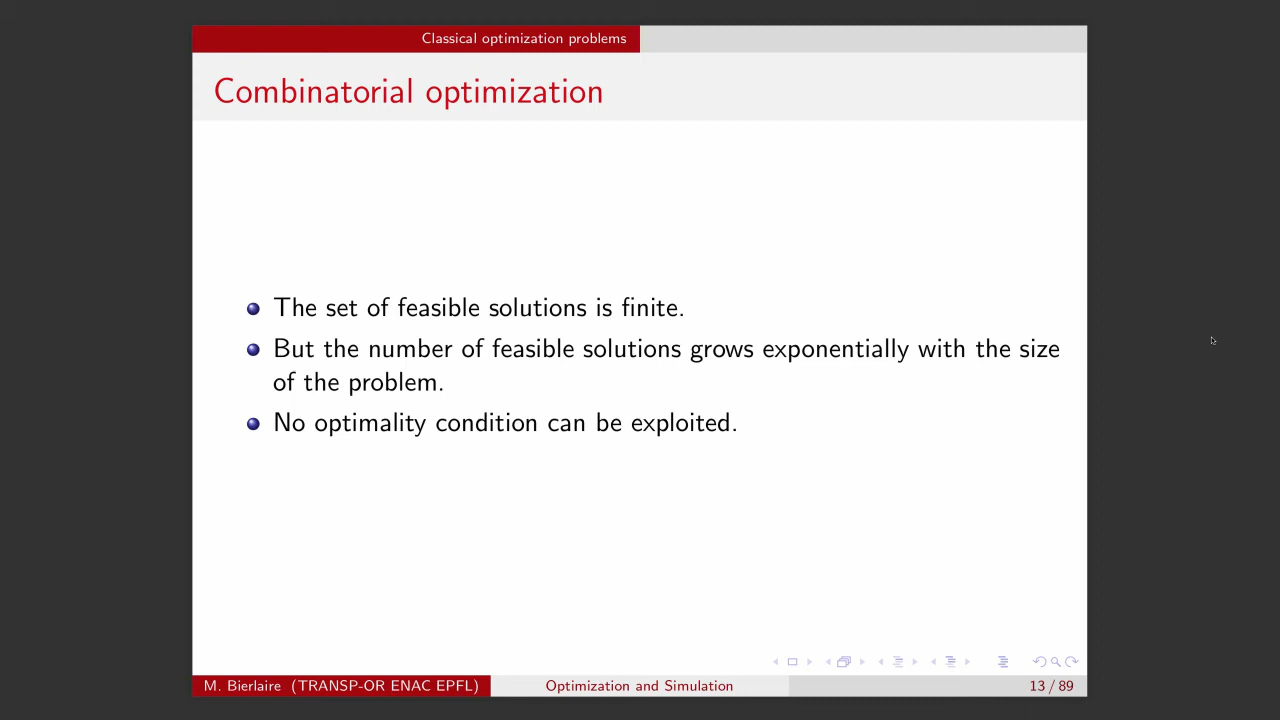 Classical optimization problems
Combinatorial optimization
The set of feasible solutions is finite.
But the number of feasible solutions grows exponentially with the size
of the problem.
No optimality condition can be exploited.
M. Bierlaire (TRANSP-OR ENAC EPFL)
Optimization and Simulation
13 / 89